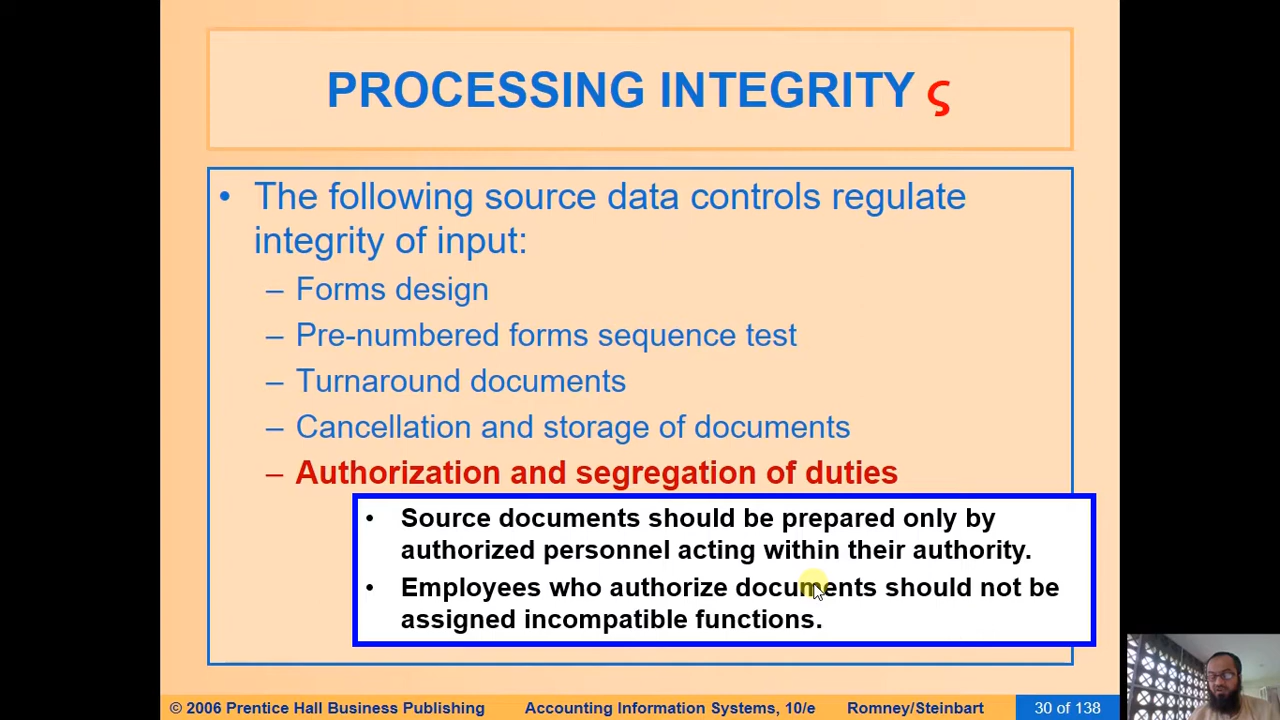 PROCESSING INTEGRITY ς
• The following source data controls regulate
integrity of input:
– Forms design
– Pre-numbered forms sequence test
– Turnaround documents
– Cancellation and storage of documents
– Authorization and segregation of duties
• Source documents should be prepared only by
authorized personnel acting within their authority.
• Employees who authorize documents should not be
assigned incompatible functions.
© 2006 Prentice Hall Business Publishing Accounting Information Systems, 10/e Romney/Steinbart 30 of 138